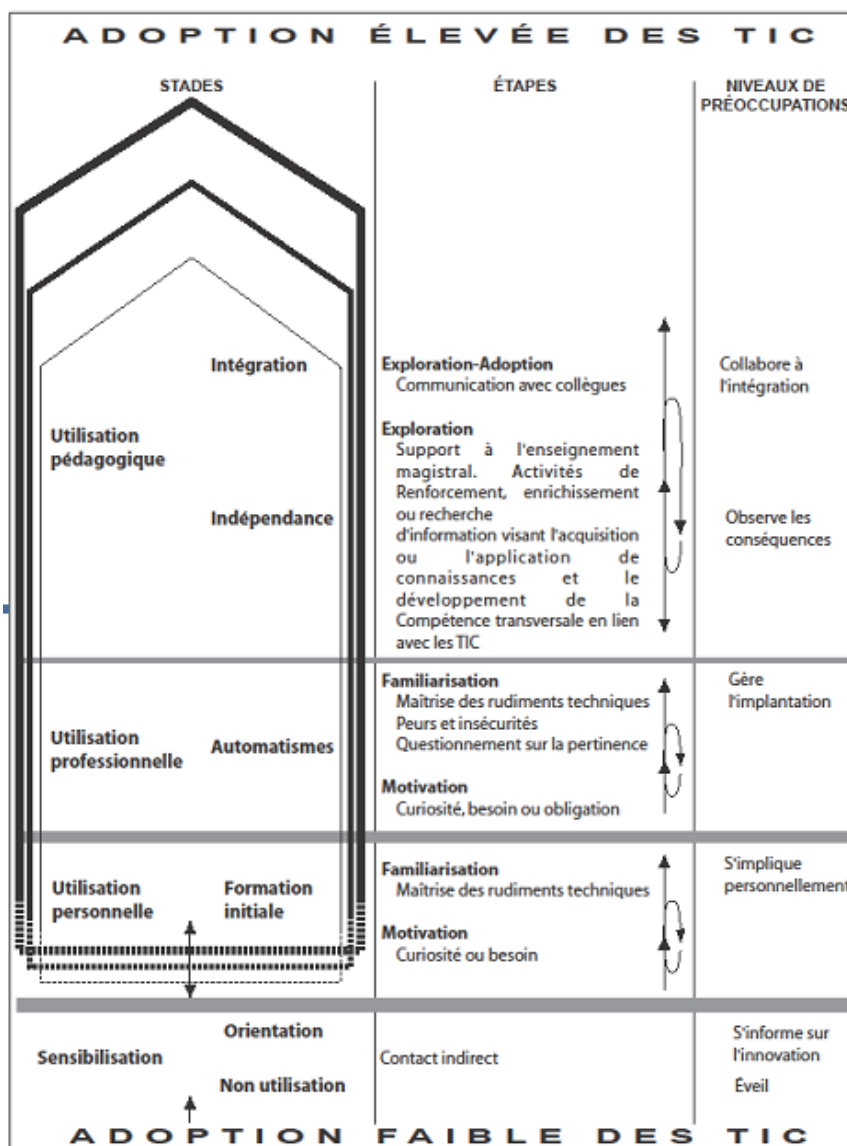 ADOPTION ÉLEVÉE DES TIC
STADES
ÉTAPES
NIVEAUX DE
PRÉOCCUPATIONS
Intégration
Utilisation
pédagogique
Indépendance
Exploration-Adoption
Communication avec collègues
Exploration
Support à l'enseignement
magistral. Activités de
Renforcement, enrichissement
ou recherche
d'information visant l'acquisition
ou l'application de
connaissances et le
développement de la
Compétence transversale en lien
avec les TIC
Collabore à
l'intégration
Observe les
conséquences
Utilisation
professionnelle
Automatismes
Familiarisation
Maîtrise des rudiments techniques
Peurs et insécurités
Questionnement sur la pertinence
Motivation
Curiosité, besoin ou obligation
Gère
l'implantation
Utilisation
personnelle
Formation
initiale
Familiarisation
Maîtrise des rudiments techniques
Motivation
Curiosité ou besoin
S'implique
personnellement
Sensibilisation
Orientation
Non utilisation
Contact indirect
S'informe sur
l'innovation
Éveil
ADOPTION FAIBLE DES TIC